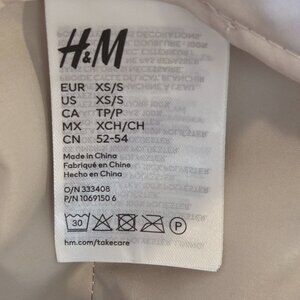 H&M
EUR XS/S
US XS/S
CA TP/P
MX XCH/CH
CN 52-54
Made in China
Fabriqué en Chine
Hecho en China
O/N 333408
P/N 1069150 6
30
P
hm.com/takecare